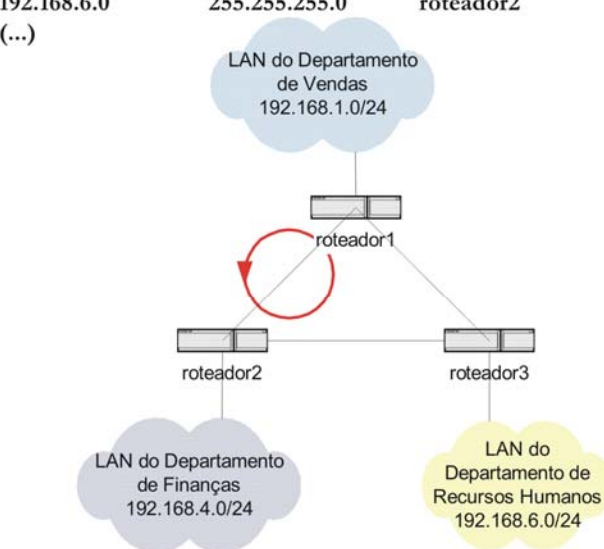 192.168.6.0 255.255.255.0 roteador2
(...)
LAN do Departamento
de Vendas
192.168.1.0/24
roteador1
roteador2
roteador3
LAN do Departamento
de Finanças
192.168.4.0/24
LAN do
Departamento de
Recursos Humanos
192.168.6.0/24